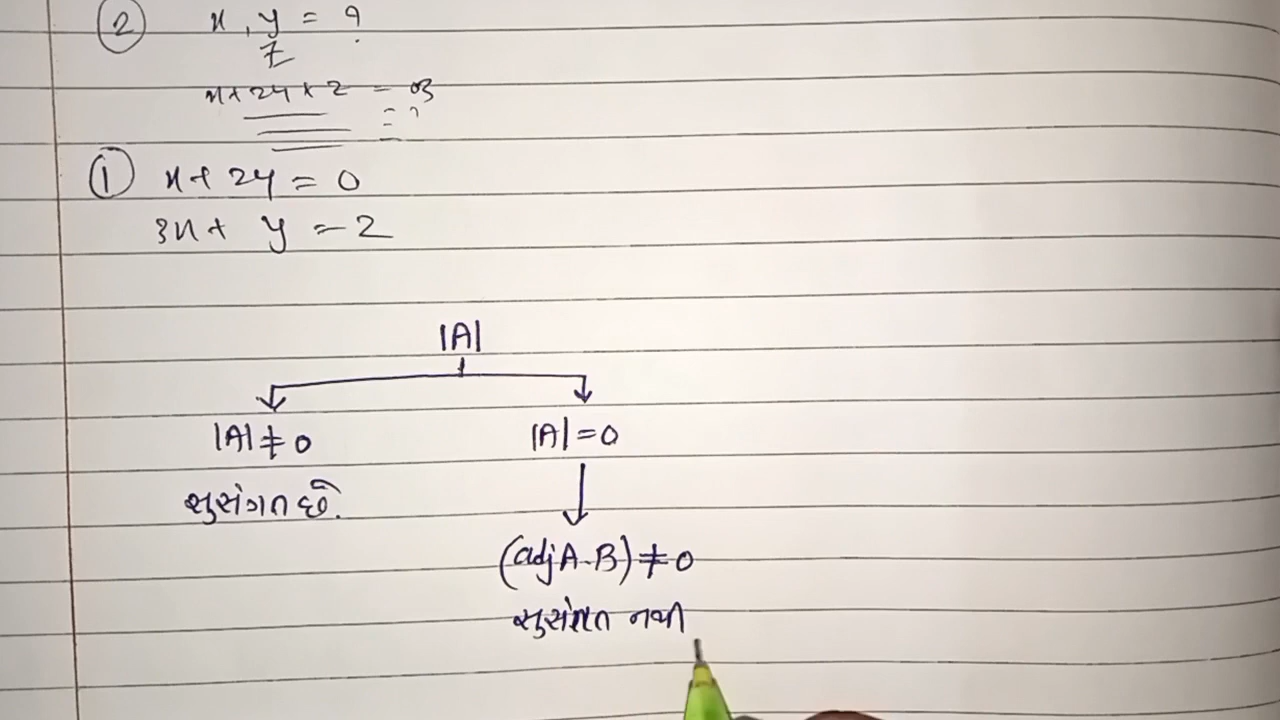 ② x, y = ?
z
x + 2y + z = 03
= ?
① x + 2y = 0
3x + y = 2
|A|
|A| ≠ 0 |A| = 0
સુસંગત છે.
(adjA·B) ≠ 0
સુસંગત નથી